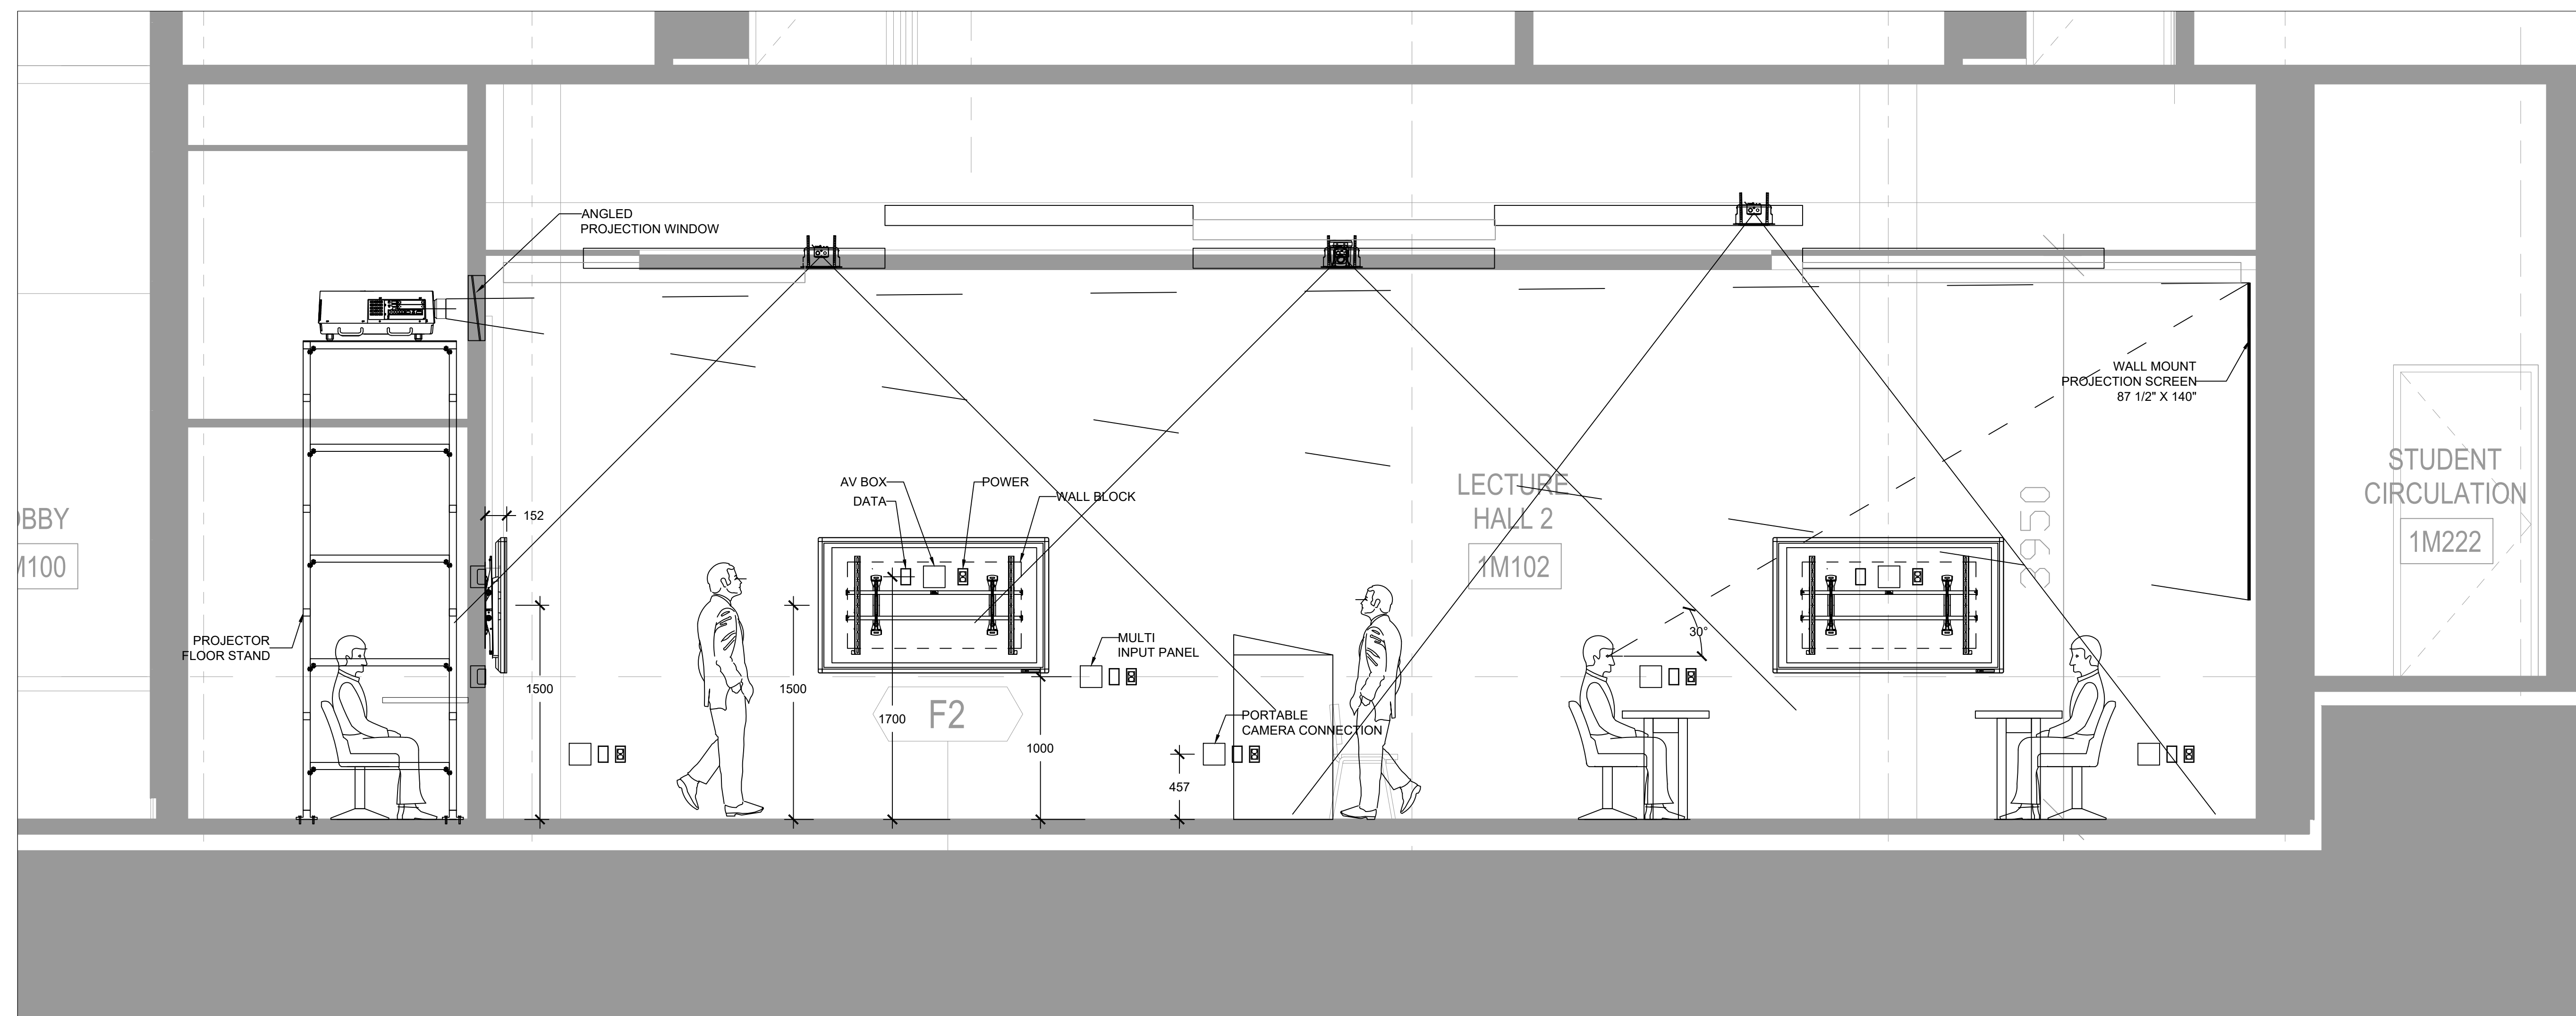 ANGLED
PROJECTION WINDOW
WALL MOUNT
PROJECTION SCREEN
87 1/2" X 140"
LECTURE
HALL 2
1M102
STUDENT
CIRCULATION
1M222
3950
AV BOX
DATA
POWER
WALL BLOCK
152
OBBY
M100
PROJECTOR
FLOOR STAND
MULTI
INPUT PANEL
30°
1500
1500
1700
F2
1000
PORTABLE
CAMERA CONNECTION
457